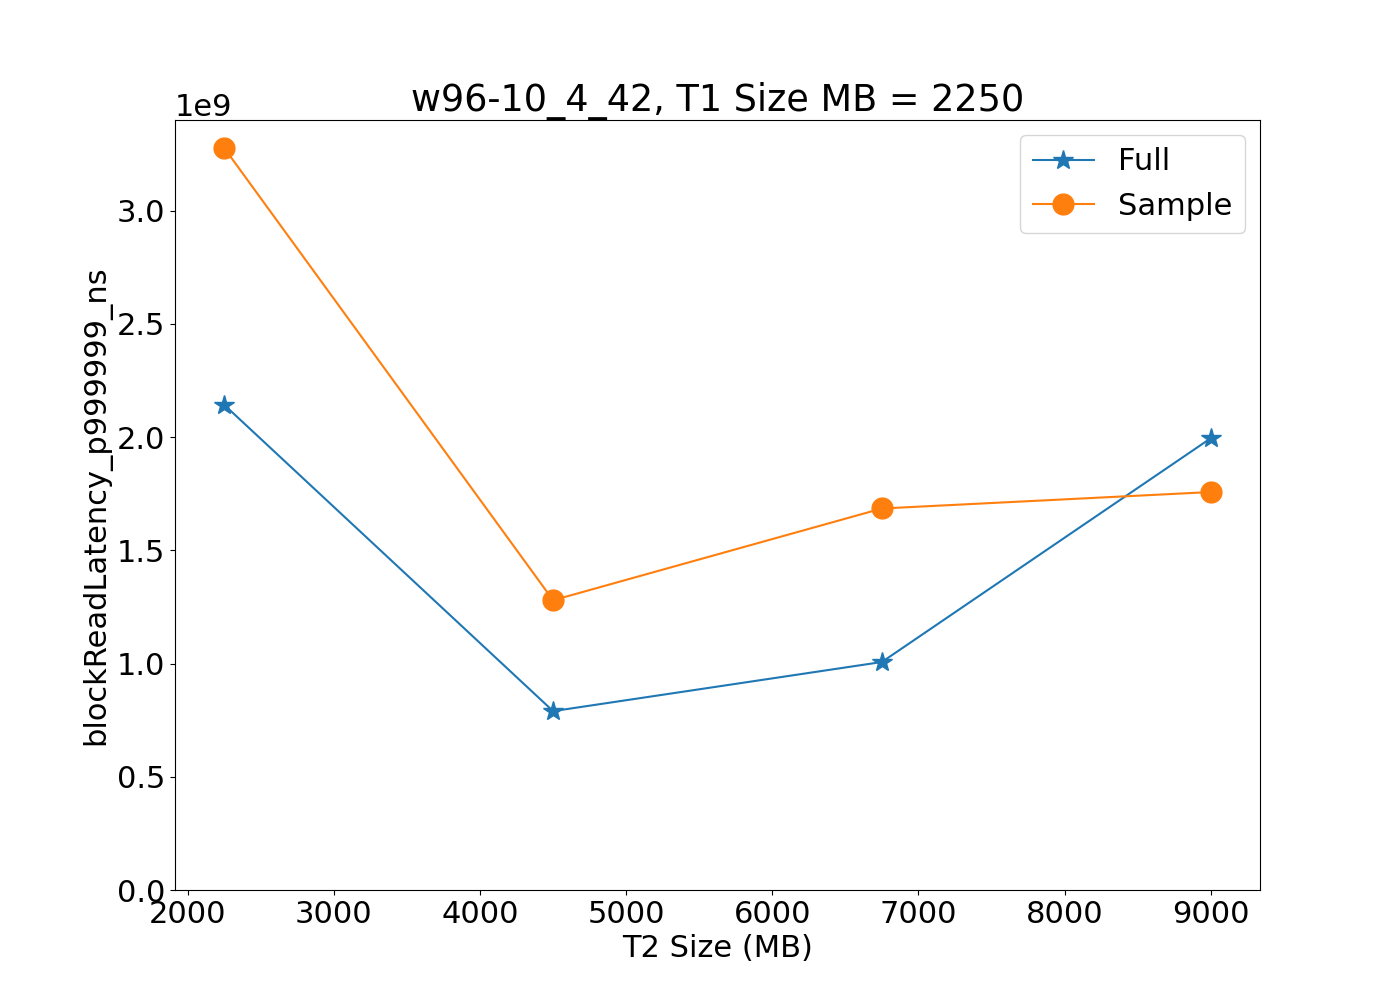 w96-10_4_42, T1 Size MB = 2250
1e9
Full
Sample
3.0
2.5
2.0
1.5
1.0
0.5
0.0
blockReadLatency_p999999_ns
2000 3000 4000 5000 6000 7000 8000 9000
T2 Size (MB)